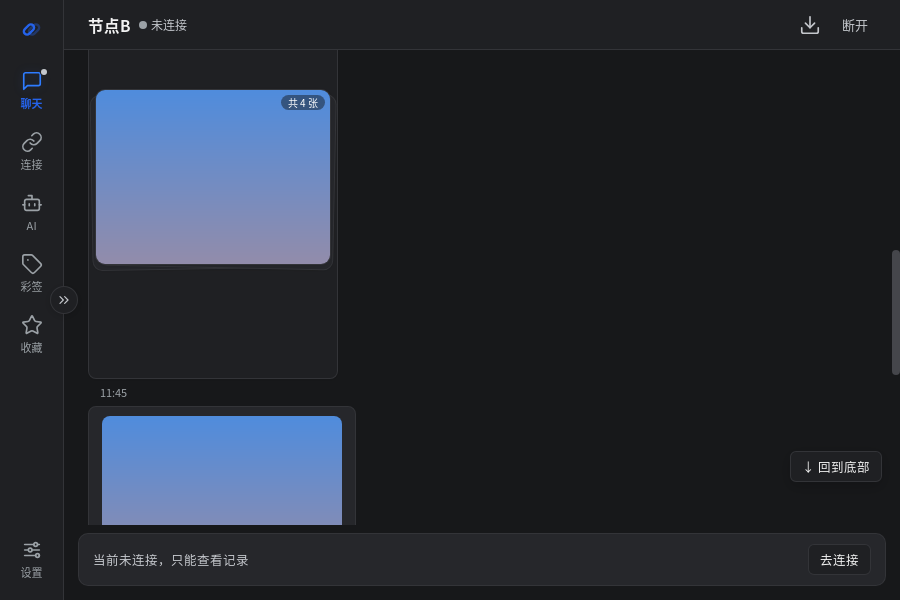 节点B
未连接
断开
聊天
连接
AI
彩签
收藏
设置
共 4 张
11:45
↓ 回到底部
当前未连接，只能查看记录
去连接